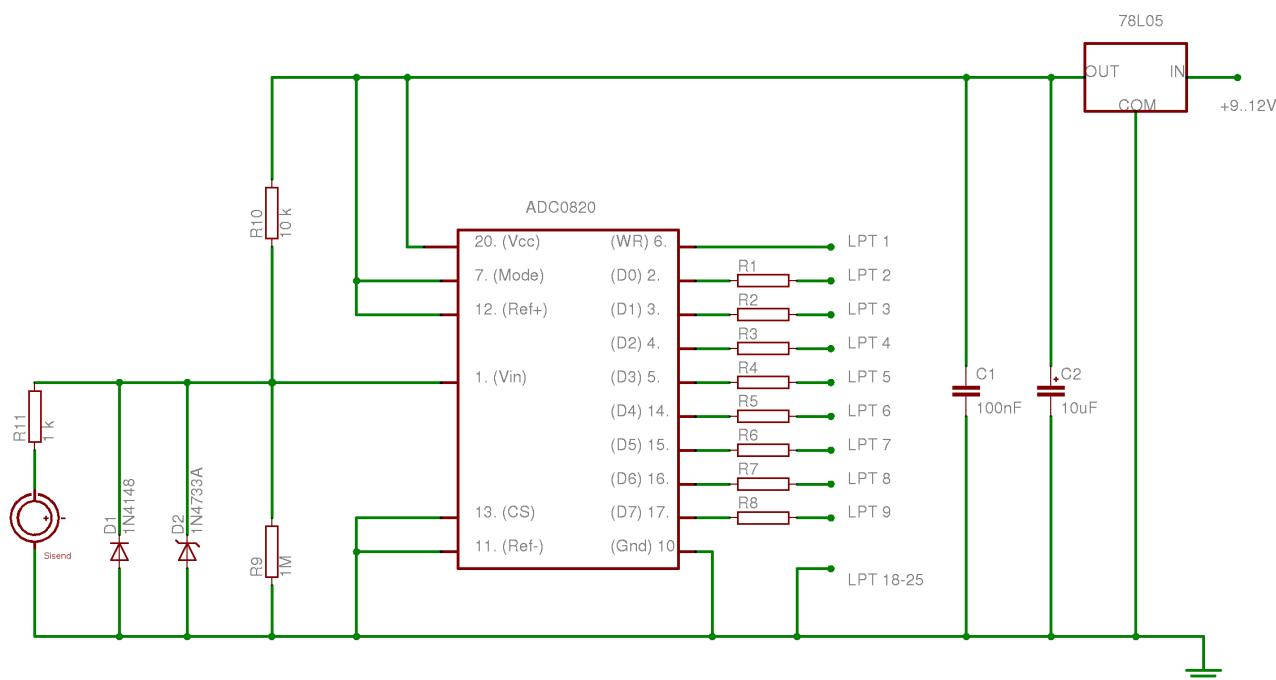 78L05
OUT
IN
COM
+9..12V
ADC0820
R10
10 k
20. (Vcc)
(WR) 6.
LPT 1
7. (Mode)
(D0) 2.
R1
LPT 2
12. (Ref+)
(D1) 3.
R2
LPT 3
(D2) 4.
R3
LPT 4
1. (Vin)
(D3) 5.
R4
LPT 5
(D4) 14.
R5
LPT 6
(D5) 15.
R6
LPT 7
(D6) 16.
R7
LPT 8
13. (CS)
(D7) 17.
R8
LPT 9
11. (Ref-)
(Gnd) 10
LPT 18-25
C1
100nF
+
C2
10uF
R11
1 k
+
-
Sisend
D1
1N4148
D2
1N4733A
R9
1M